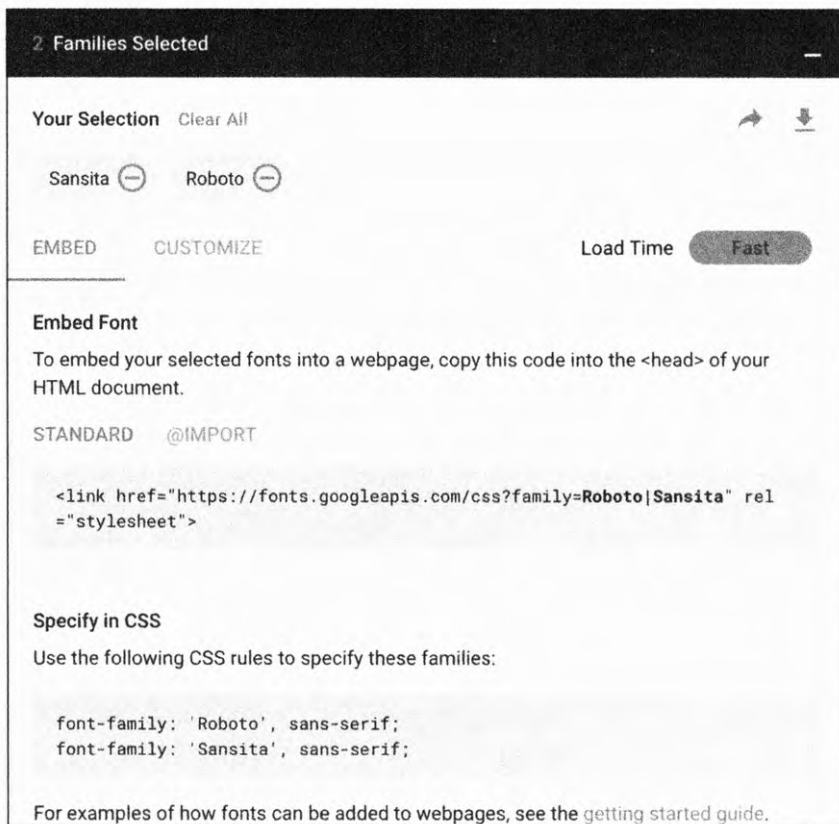 2 Families Selected
Your Selection Clear All
Sansita Roboto
EMBED CUSTOMIZE Load Time Fast
Embed Font
To embed your selected fonts into a webpage, copy this code into the <head> of your
HTML document.
STANDARD @IMPORT
<link href="https://fonts.googleapis.com/css?family=Roboto|Sansita" rel
="stylesheet">
Specify in CSS
Use the following CSS rules to specify these families:
font-family: 'Roboto', sans-serif;
font-family: 'Sansita', sans-serif;
For examples of how fonts can be added to webpages, see the getting started guide.